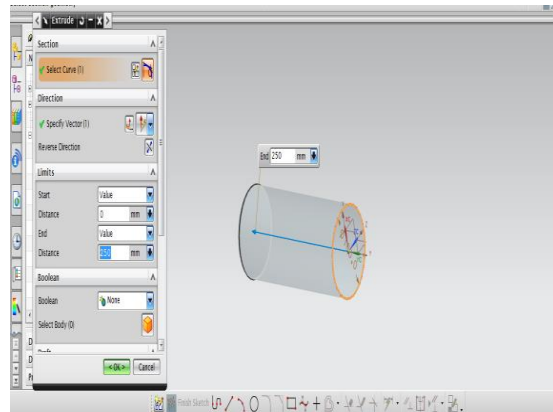 Extrude
Section
Select Curve (1)
Direction
Specify Vector (1)
Reverse Direction
Limits
Start
Value
Distance
0
mm
End
Value
Distance
250
mm
Boolean
Boolean
None
Select Body (0)
<OK>
Cancel
End 250 mm
Finish Sketch